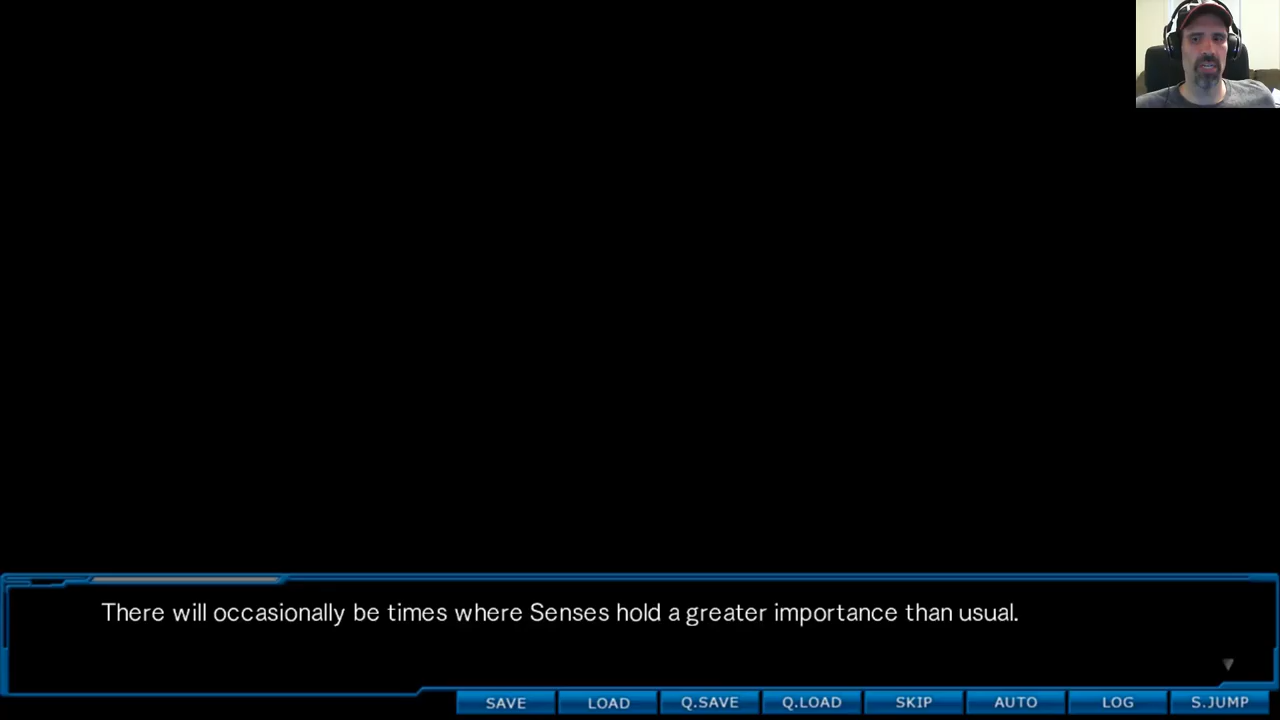 There will occasionally be times where Senses hold a greater importance than usual.
SAVE LOAD Q.SAVE Q.LOAD SKIP AUTO LOG S.JUMP